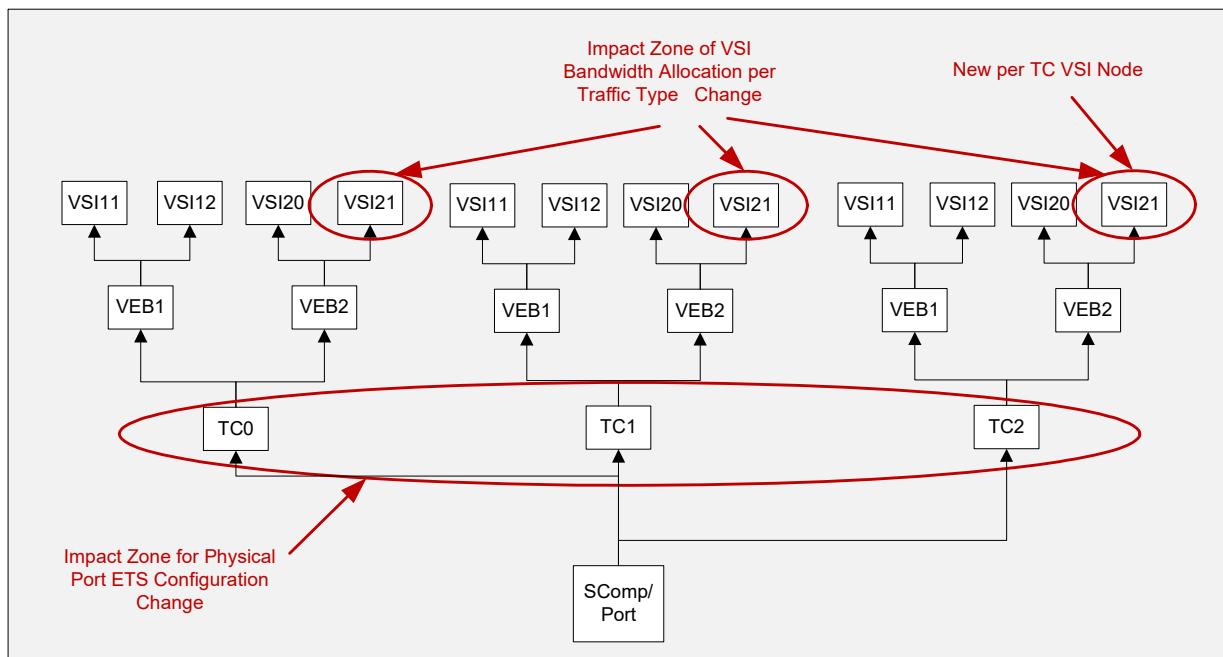 Impact Zone of VSI
Bandwidth Allocation per
Traffic Type Change
New per TC VSI Node
VSI11
VSI12
VSI20
VSI21
VSI11
VSI12
VSI20
VSI21
VSI11
VSI12
VSI20
VSI21
VEB1
VEB2
VEB1
VEB2
VEB1
VEB2
TC0
TC1
TC2
Impact Zone for Physical
Port ETS Configuration
Change
SComp/
Port